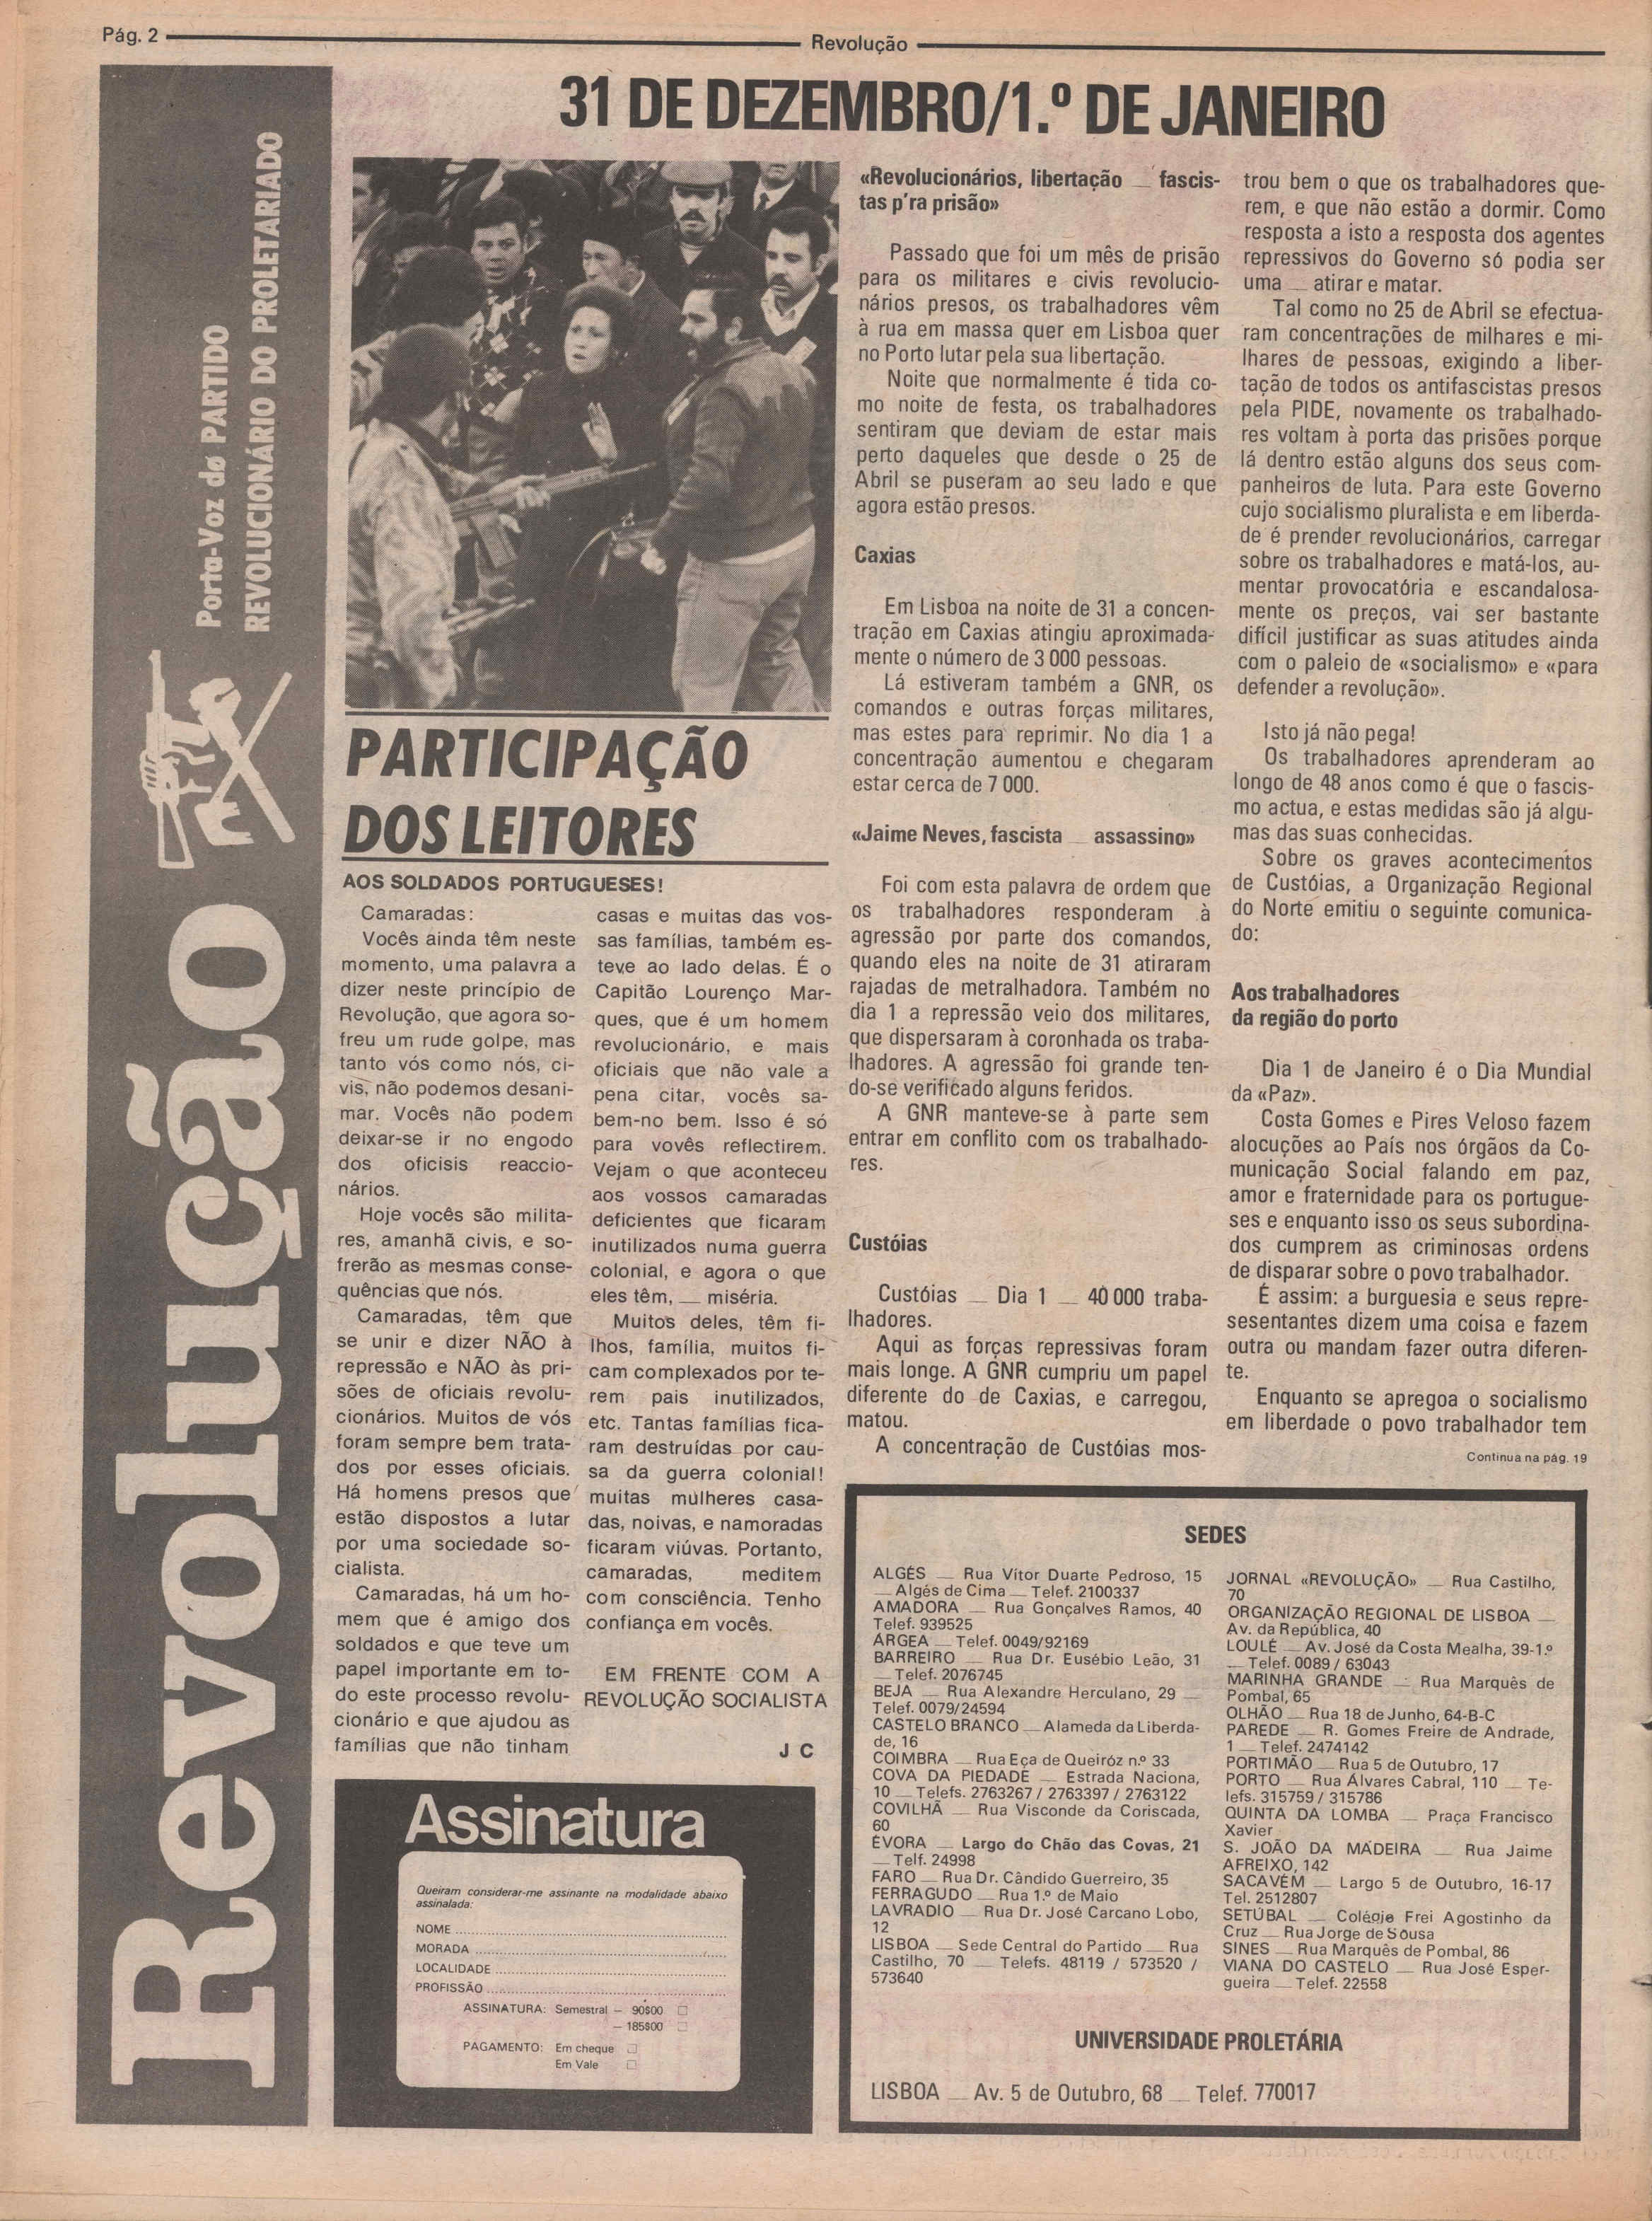 Pág. 2
Revolução
31 DE DEZEMBRO/1.º DE JANEIRO
Revolução
Porta-Voz do PARTIDO
REVOLUCIONÁRIO DO PROLETARIADO
«Revolucionários, libertação — fascis-
tas p'ra prisão»
Passado que foi um mês de prisão
para os militares e civis revolucio-
nários presos, os trabalhadores vêm
à rua em massa quer em Lisboa quer
no Porto lutar pela sua libertação.
Noite que normalmente é tida co-
mo noite de festa, os trabalhadores
sentiram que deviam de estar mais
perto daqueles que desde o 25 de
Abril se puseram ao seu lado e que
agora estão presos.
Caxias
Em Lisboa na noite de 31 a concen-
tração em Caxias atingiu aproximada-
mente o número de 3 000 pessoas.
Lá estiveram também a GNR, os
comandos e outras forças militares,
mas estes para reprimir. No dia 1 a
concentração aumentou e chegaram
estar cerca de 7 000.
«Jaime Neves, fascista — assassino»
Foi com esta palavra de ordem que
os trabalhadores responderam à
agressão por parte dos comandos,
quando eles na noite de 31 atiraram
rajadas de metralhadora. Também no
dia 1 a repressão veio dos militares,
que dispersaram à coronhada os traba-
lhadores. A agressão foi grande ten-
do-se verificado alguns feridos.
A GNR manteve-se à parte sem
entrar em conflito com os trabalhado-
res.
Custóias
Custóias — Dia 1 — 40 000 traba-
lhadores.
Aqui as forças repressivas foram
mais longe. A GNR cumpriu um papel
diferente do de Caxias, e carregou,
matou.
A concentração de Custóias mos-
trou bem o que os trabalhadores que-
rem, e que não estão a dormir. Como
resposta a isto a resposta dos agentes
repressivos do Governo só podia ser
uma — atirar e matar.
Tal como no 25 de Abril se efectua-
ram concentrações de milhares e mi-
lhares de pessoas, exigindo a liber-
tação de todos os antifascistas presos
pela PIDE, novamente os trabalhado-
res voltam à porta das prisões porque
lá dentro estão alguns dos seus com-
panheiros de luta. Para este Governo
cujo socialismo pluralista e em liberda-
de é prender revolucionários, carregar
sobre os trabalhadores e matá-los, au-
mentar provocatória e escandalosa-
mente os preços, vai ser bastante
difícil justificar as suas atitudes ainda
com o paleio de «socialismo» e «para
defender a revolução».
Isto já não pega!
Os trabalhadores aprenderam ao
longo de 48 anos como é que o fascis-
mo actua, e estas medidas são já algu-
mas das suas conhecidas.
Sobre os graves acontecimentos
de Custóias, a Organização Regional
do Norte emitiu o seguinte comunica-
do:
Aos trabalhadores
da região do porto
Dia 1 de Janeiro é o Dia Mundial
da «Paz».
Costa Gomes e Pires Veloso fazem
alocuções ao País nos órgãos da Co-
municação Social falando em paz,
amor e fraternidade para os portugue-
ses e enquanto isso os seus subordina-
dos cumprem as criminosas ordens
de disparar sobre o povo trabalhador.
É assim: a burguesia e seus repre-
sesentantes dizem uma coisa e fazem
outra ou mandam fazer outra diferen-
te.
Enquanto se apregoa o socialismo
em liberdade o povo trabalhador tem
Continua na pág. 19
PARTICIPAÇÃO
DOS LEITORES
AOS SOLDADOS PORTUGUESES!
Camaradas:
Vocês ainda têm neste
momento, uma palavra a
dizer neste princípio de
Revolução, que agora so-
freu um rude golpe, mas
tanto vós como nós, ci-
vis, não podemos desani-
mar. Vocês não podem
deixar-se ir no engodo
dos oficisis reaccio-
nários.
Hoje vocês são milita-
res, amanhã civis, e so-
frerão as mesmas conse-
quências que nós.
Camaradas, têm que
se unir e dizer NÃO à
repressão e NÃO às pri-
sões de oficiais revolu-
cionários. Muitos de vós
foram sempre bem trata-
dos por esses oficiais.
Há homens presos que
estão dispostos a lutar
por uma sociedade so-
cialista.
Camaradas, há um ho-
mem que é amigo dos
soldados e que teve um
papel importante em to-
do este processo revolu-
cionário e que ajudou as
famílias que não tinham
casas e muitas das vos-
sas famílias, também es-
teve ao lado delas. É o
Capitão Lourenço Mar-
ques, que é um homem
revolucionário, e mais
oficiais que não vale a
pena citar, vocês sa-
bem-no bem. Isso é só
para vovês reflectirem.
Vejam o que aconteceu
aos vossos camaradas
deficientes que ficaram
inutilizados numa guerra
colonial, e agora o que
eles têm, — miséria.
Muitos deles, têm fi-
lhos, família, muitos fi-
cam complexados por te-
rem pais inutilizados,
etc. Tantas famílias fica-
ram destruídas por cau-
sa da guerra colonial!
muitas mulheres casa-
das, noivas, e namoradas
ficaram viúvas. Portanto,
camaradas, meditem
com consciência. Tenho
confiança em vocês.
EM FRENTE COM A
REVOLUÇÃO SOCIALISTA
J C
Assinatura
Queiram considerar-me assinante na modalidade abaixo
assinalada:
NOME
MORADA
LOCALIDADE
PROFISSÃO
ASSINATURA: Semestral — 90$00
— 185$00
PAGAMENTO: Em cheque
Em Vale
SEDES
ALGÉS — Rua Vítor Duarte Pedroso, 15
— Algés de Cima — Telef. 2100337
AMADORA — Rua Gonçalves Ramos, 40
Telef. 939525
ÁRGEA — Telef. 0049/92169
BARREIRO — Rua Dr. Eusébio Leão, 31
— Telef. 2076745
BEJA — Rua Alexandre Herculano, 29 —
Telef. 0079/24594
CASTELO BRANCO — Alameda da Liberda-
de, 16
COIMBRA — Rua Eça de Queiróz n.º 33
COVA DA PIEDADE — Estrada Naciona,
10 — Telefs. 2763267 / 2763397 / 2763122
COVILHÃ — Rua Visconde da Coriscada,
60
ÉVORA — Largo do Chão das Covas, 21
— Telf. 24998
FARO — Rua Dr. Cândido Guerreiro, 35
FERRAGUDO — Rua 1.º de Maio
LAVRADIO — Rua Dr. José Carcano Lobo,
12
LISBOA — Sede Central do Partido — Rua
Castilho, 70 — Telefs. 48119 / 573520 /
573640
JORNAL «REVOLUÇÃO» — Rua Castilho,
70
ORGANIZAÇÃO REGIONAL DE LISBOA —
Av. da República, 40
LOULÉ — Av. José da Costa Mealha, 39-1.º
— Telef. 0089 / 63043
MARINHA GRANDE — Rua Marquês de
Pombal, 65
OLHÃO — Rua 18 de Junho, 64-B-C
PAREDE — R. Gomes Freire de Andrade,
1 — Telef. 2474142
PORTIMÃO — Rua 5 de Outubro, 17
PORTO — Rua Álvares Cabral, 110 — Te-
lefs. 315759 / 315786
QUINTA DA LOMBA — Praça Francisco
Xavier
S. JOÃO DA MADEIRA — Rua Jaime
AFREIXO, 142
SACAVÉM — Largo 5 de Outubro, 16-17
Tel. 2512807
SETÚBAL — Colégio Frei Agostinho da
Cruz — Rua Jorge de Sousa
SINES — Rua Marquês de Pombal, 86
VIANA DO CASTELO — Rua José Esper-
gueira — Telef. 22558
UNIVERSIDADE PROLETÁRIA
LISBOA — Av. 5 de Outubro, 68 — Telef. 770017